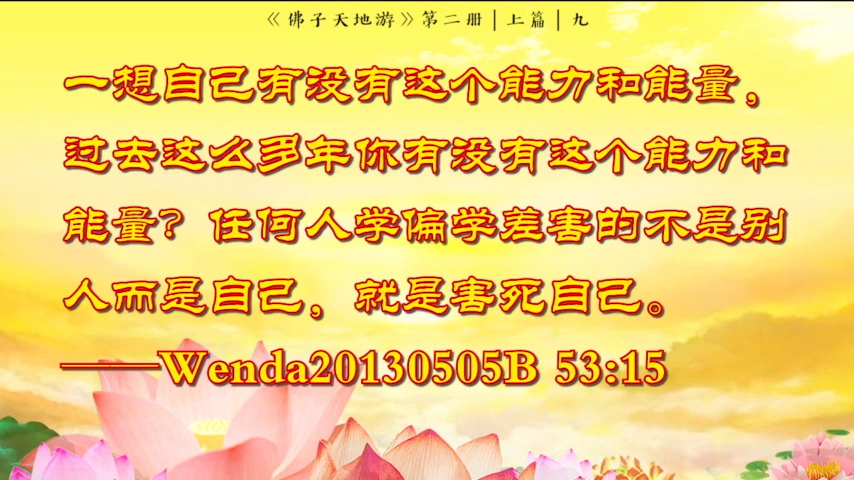 《佛子天地游》第二册|上篇|九
一想自己有没有这个能力和能量，
过去这么多年你有没有这个能力和
能量？任何人学偏学差害的不是别
人而是自己，就是害死自己。
——Wenda20130505B 53:15